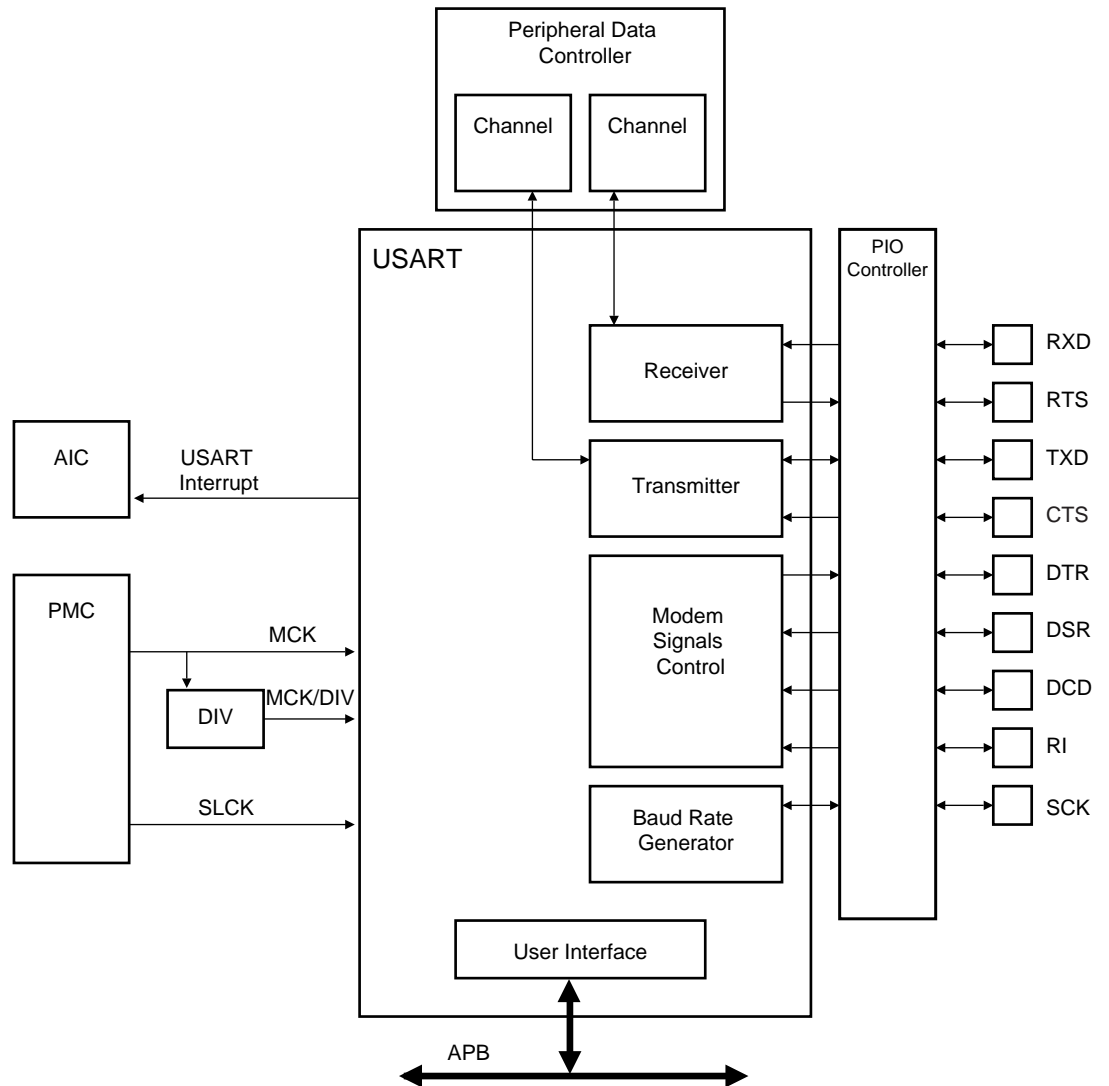 Peripheral Data
Controller
Channel
Channel
USART
PIO
Controller
Receiver
RXD
RTS
AIC
USART
Interrupt
Transmitter
TXD
CTS
PMC
MCK
DIV
MCK/DIV
SLCK
Modem
Signals
Control
DTR
DSR
DCD
RI
Baud Rate
Generator
SCK
User Interface
APB